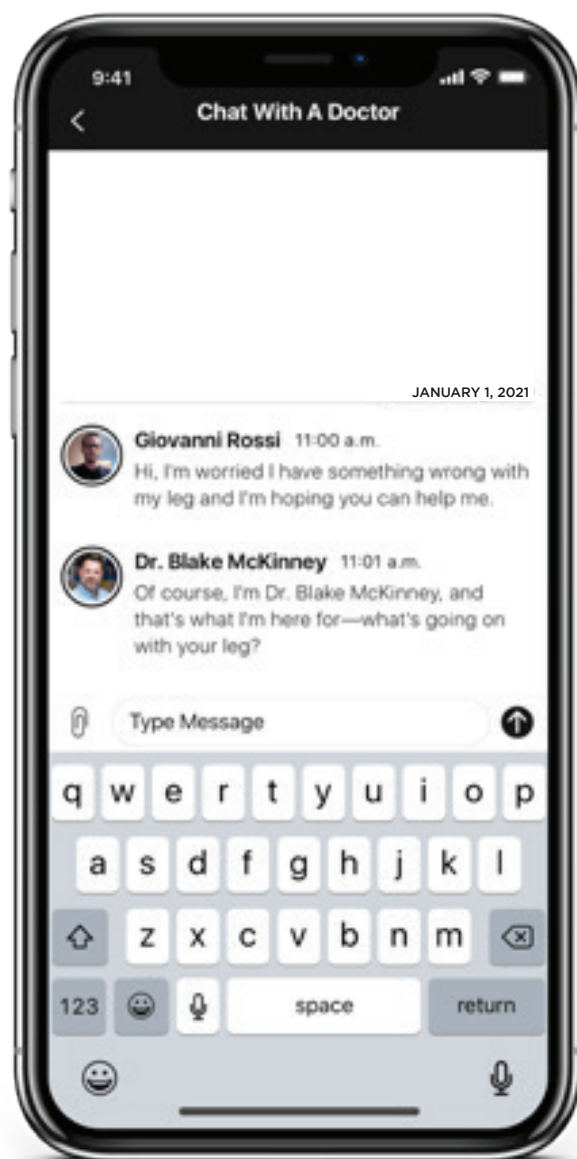 9:41
Chat With A Doctor
JANUARY 1, 2021
Giovanni Rossi 11:00 a.m.
Hi, I'm worried I have something wrong with
my leg and I'm hoping you can help me.
Dr. Blake McKinney 11:01 a.m.
Of course, I'm Dr. Blake McKinney, and
that's what I'm here for—what's going on
with your leg?
Type Message
q w e r t y u i o p
a s d f g h j k l
z x c v b n m
123 space return